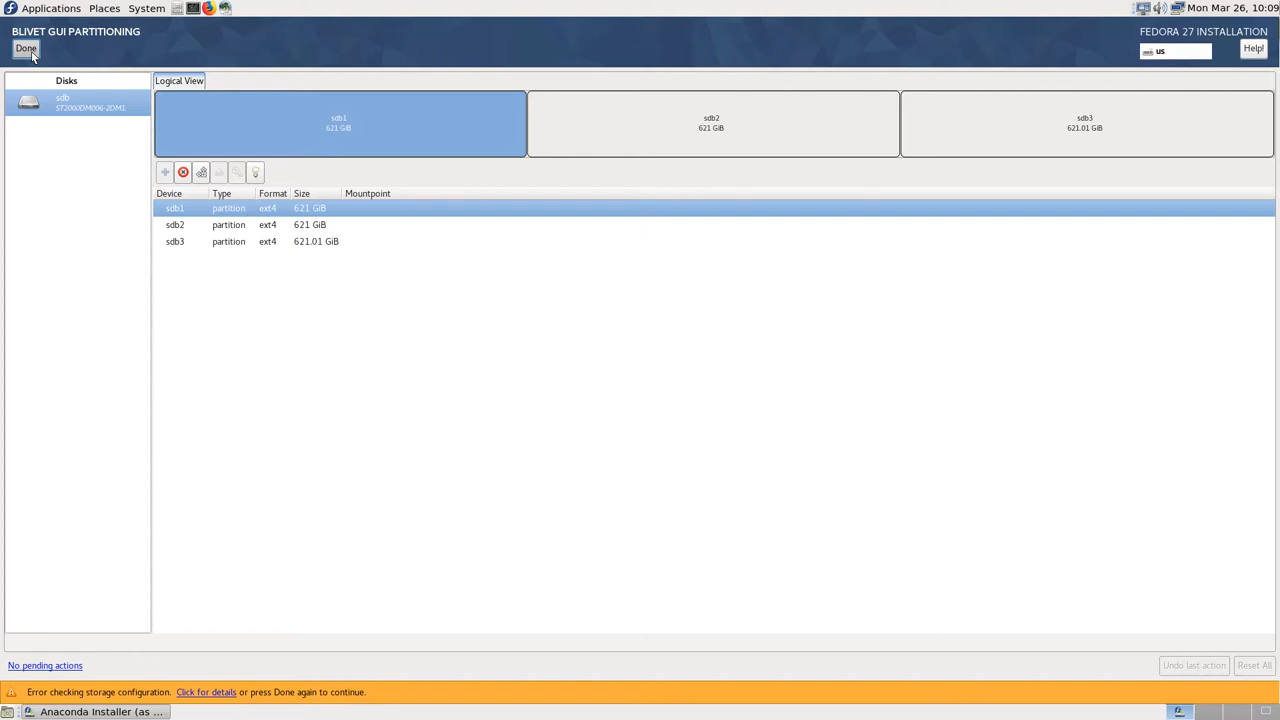 Applications Places System Mon Mar 26, 10:09
BLIVET GUI PARTITIONING FEDORA 27 INSTALLATION
Done us Help!
Disks Logical View
sdb
ST2000DM006-2DM1
sdb1 sdb2 sdb3
621 GiB 621 GiB 621.01 GiB
Device Type Format Size Mountpoint
sdb1 partition ext4 621 GiB
sdb2 partition ext4 621 GiB
sdb3 partition ext4 621.01 GiB
No pending actions Undo last action Reset All
Error checking storage configuration. Click for details or press Done again to continue.
Anaconda Installer (as ...